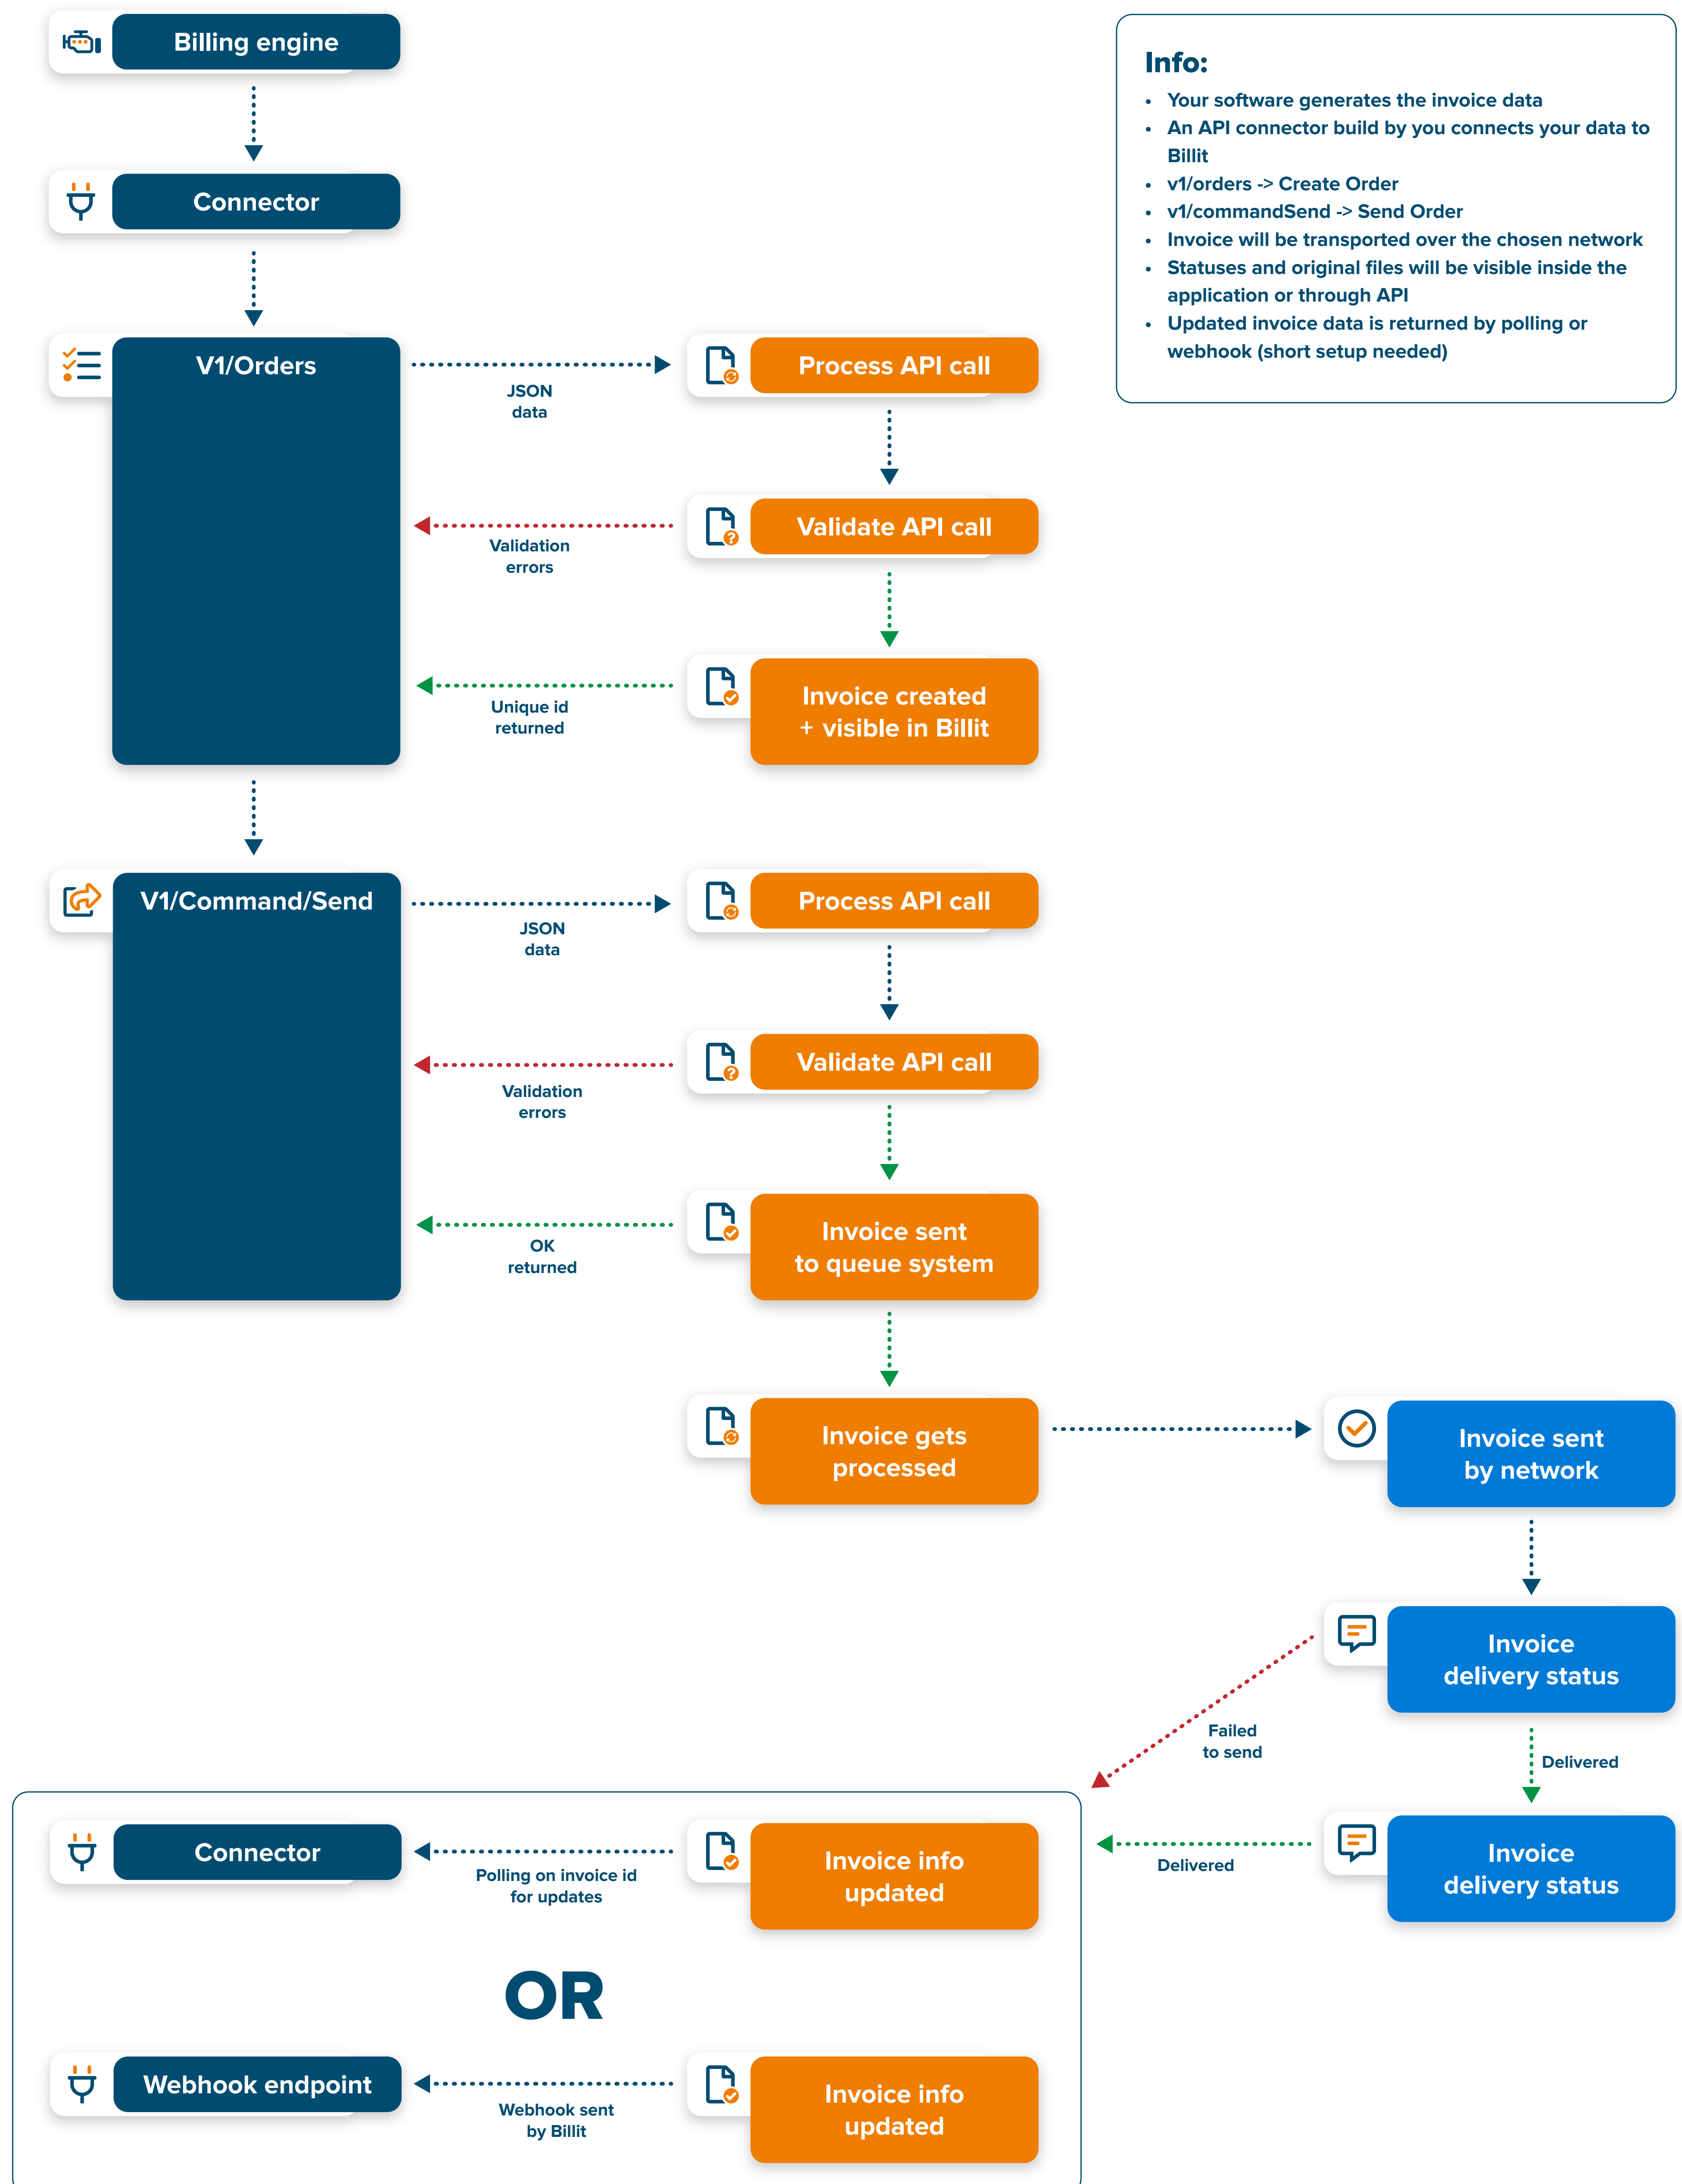 Billing engine
Info:
• Your software generates the invoice data
• An API connector build by you connects your data to
Billit
• v1/orders -> Create Order
• v1/commandSend -> Send Order
• Invoice will be transported over the chosen network
• Statuses and original files will be visible inside the
application or through API
• Updated invoice data is returned by polling or
webhook (short setup needed)
Connector
V1/Orders
JSON
data
Process API call
Validation
errors
Validate API call
Unique id
returned
Invoice created
+ visible in Billit
V1/Command/Send
JSON
data
Process API call
Validation
errors
Validate API call
OK
returned
Invoice sent
to queue system
Invoice gets
processed
Invoice sent
by network
Invoice
delivery status
Failed
to send
Delivered
Invoice
delivery status
Delivered
Connector
Polling on invoice id
for updates
Invoice info
updated
OR
Webhook endpoint
Webhook sent
by Billit
Invoice info
updated